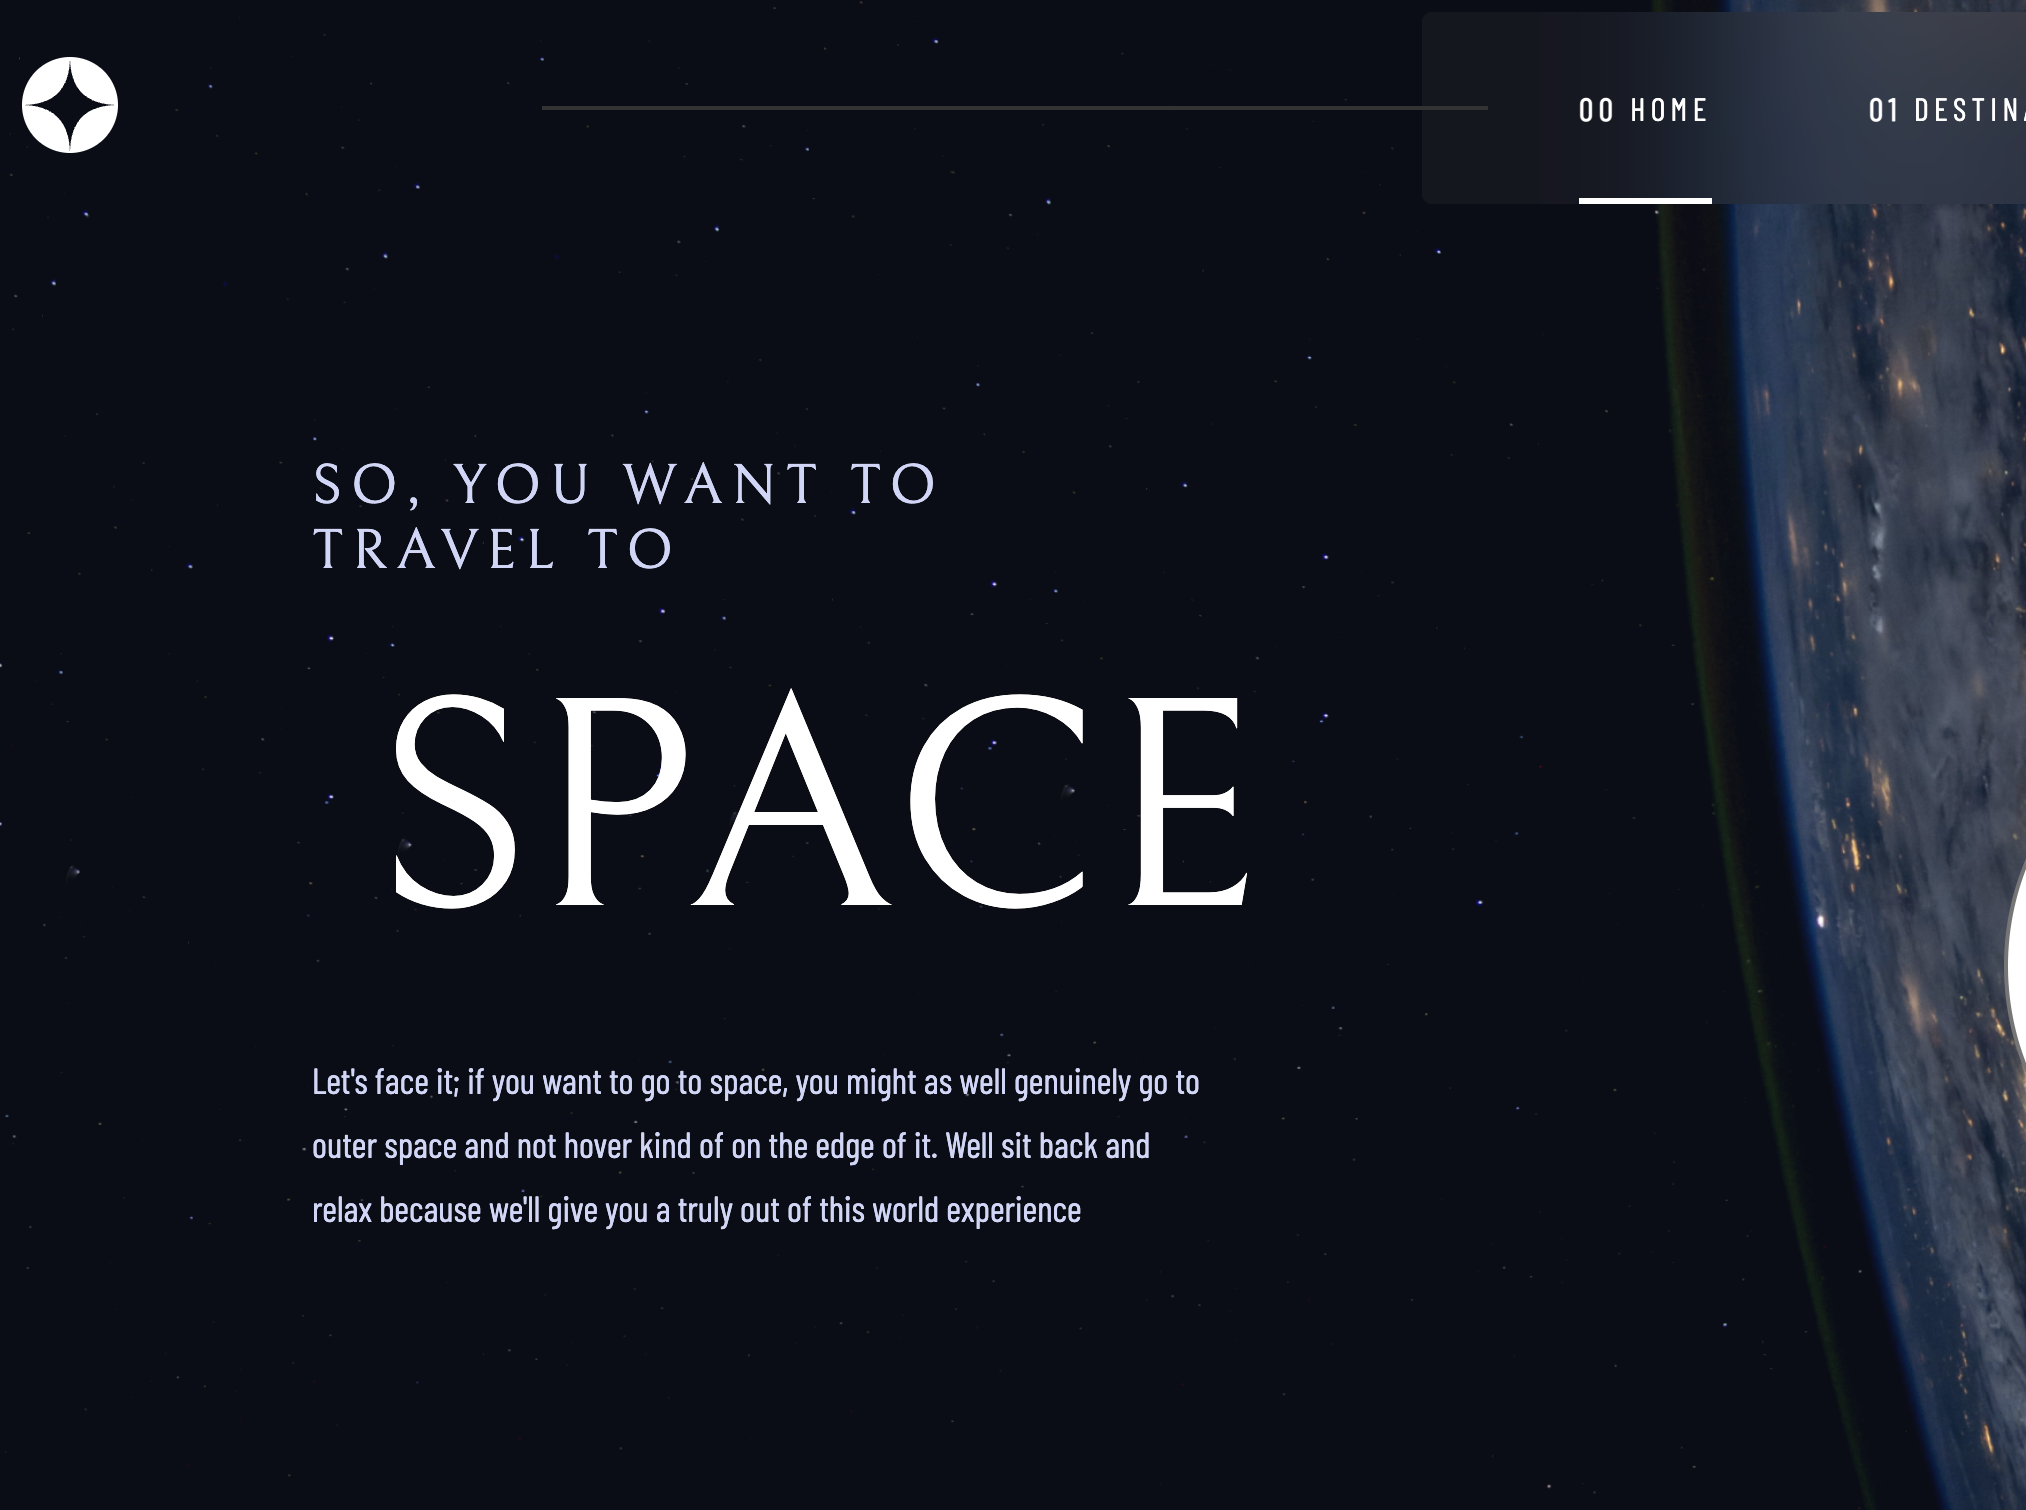 00 HOME
01 DESTINA
SO, YOU WANT TO
TRAVEL TO
SPACE
Let's face it; if you want to go to space, you might as well genuinely go to
outer space and not hover kind of on the edge of it. Well sit back and
relax because we'll give you a truly out of this world experience